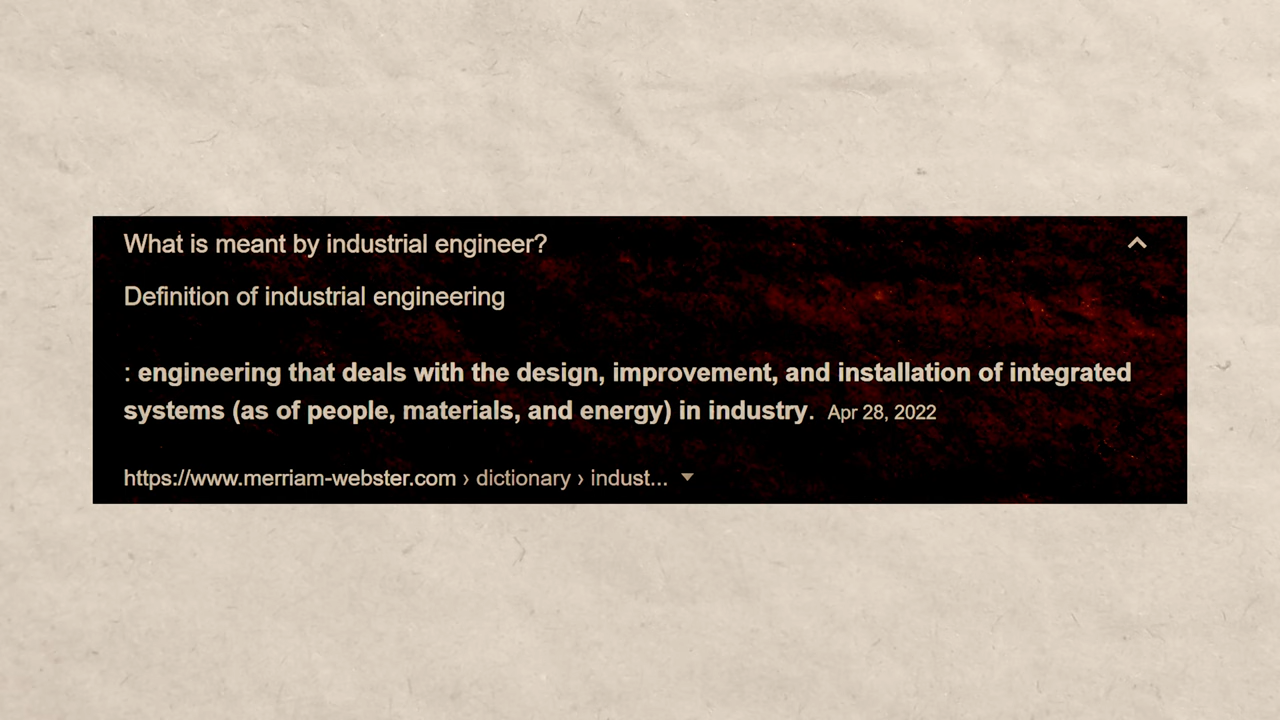 What is meant by industrial engineer?
Definition of industrial engineering
: engineering that deals with the design, improvement, and installation of integrated
systems (as of people, materials, and energy) in industry. Apr 28, 2022
https://www.merriam-webster.com › dictionary › indust...